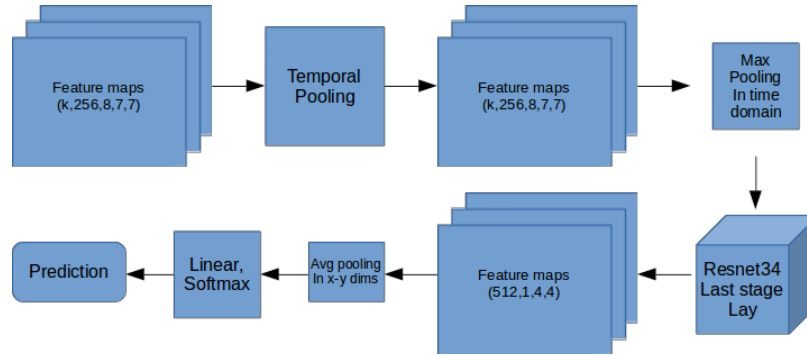 Feature maps
(k,256,8,7,7)
Temporal
Pooling
Feature maps
(k,256,8,7,7)
Max
Pooling
In time
domain
Resnet34
Last stage
Lay
Feature maps
(512,1,4,4)
Avg pooling
In x-y dims
Linear,
Softmax
Prediction